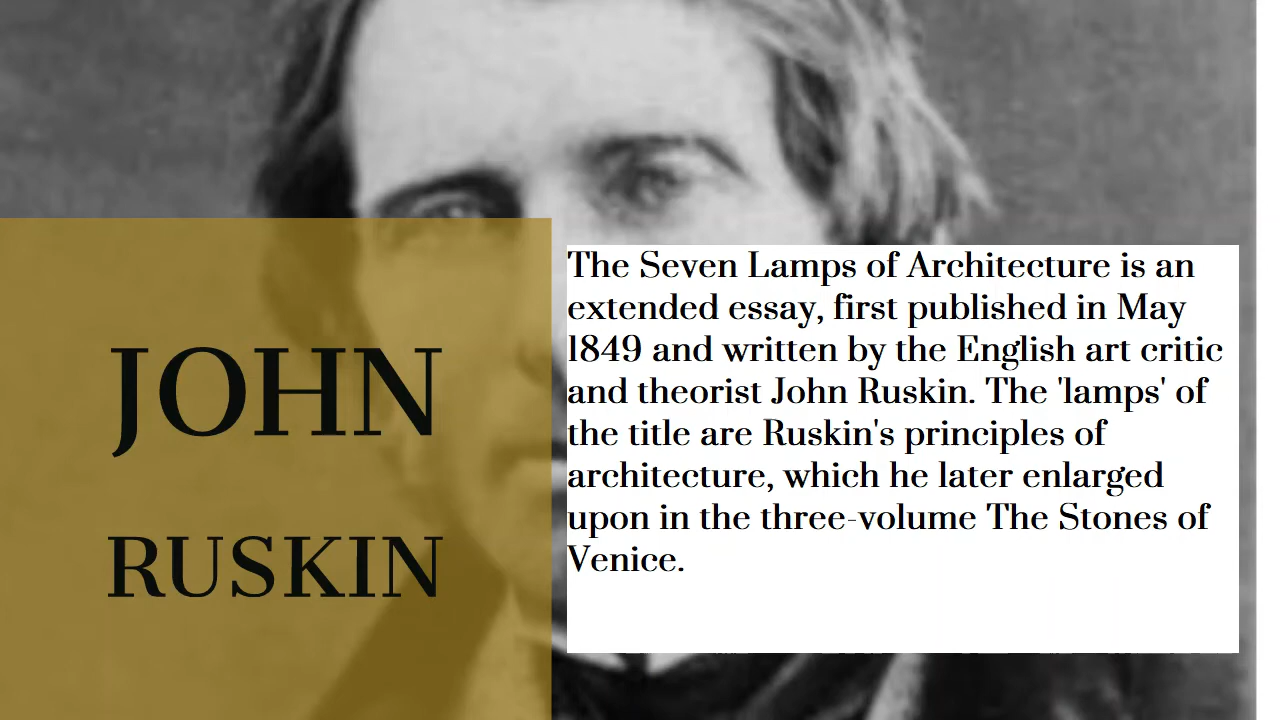 JOHN
RUSKIN
The Seven Lamps of Architecture is an
extended essay, first published in May
1849 and written by the English art critic
and theorist John Ruskin. The 'lamps' of
the title are Ruskin's principles of
architecture, which he later enlarged
upon in the three-volume The Stones of
Venice.